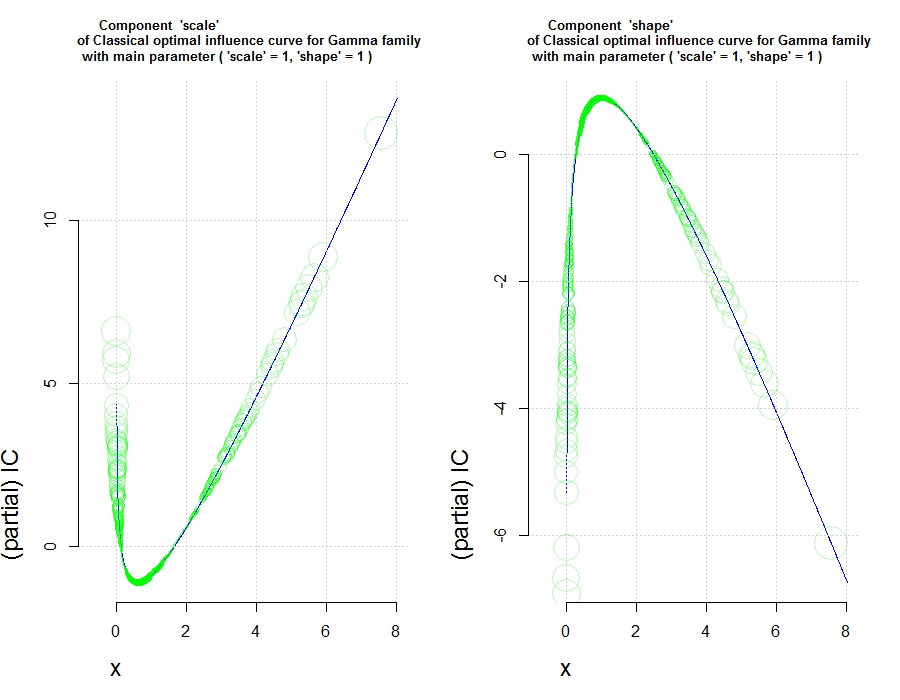 Component 'scale'
of Classical optimal influence curve for Gamma family
with main parameter ( 'scale' = 1, 'shape' = 1 )
(partial) IC
10
5
0
0 2 4 6 8
x
Component 'shape'
of Classical optimal influence curve for Gamma family
with main parameter ( 'scale' = 1, 'shape' = 1 )
(partial) IC
0
-2
-4
-6
0 2 4 6 8
x